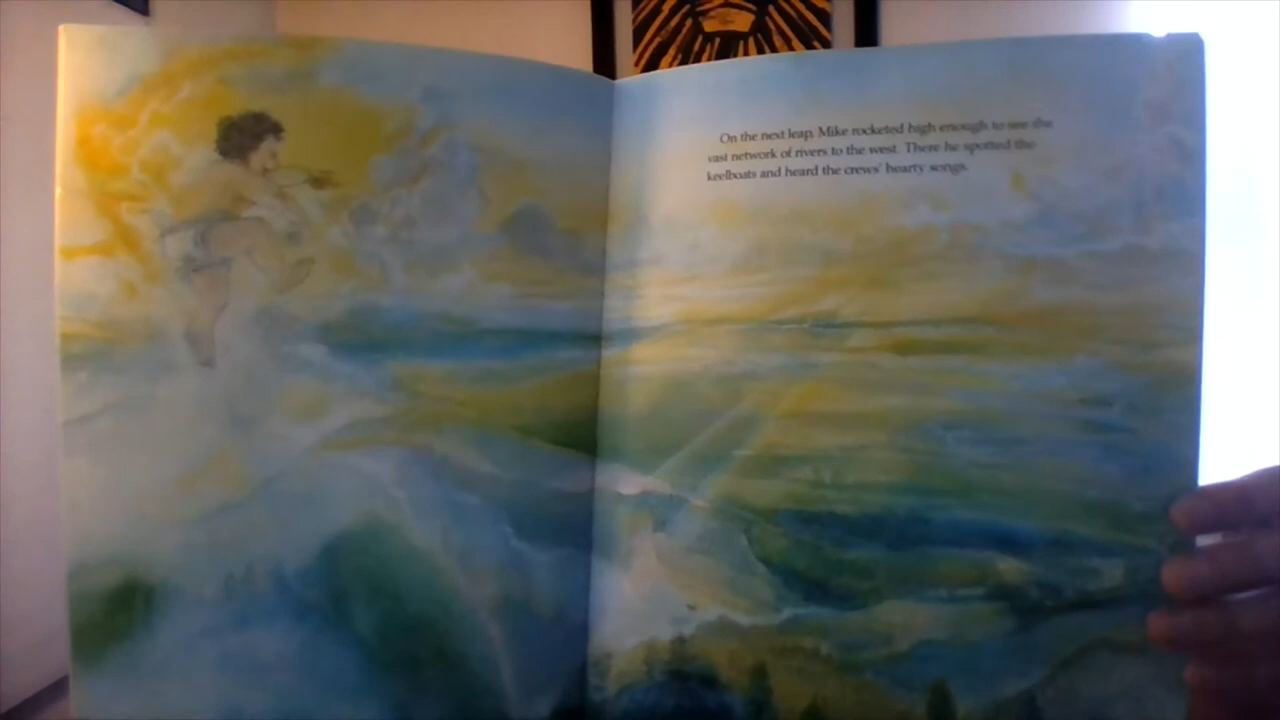 On the next leap, Mike rocketed high enough to see the
vast network of rivers to the west. There he spotted the
keelboats and heard the crews' hearty songs.